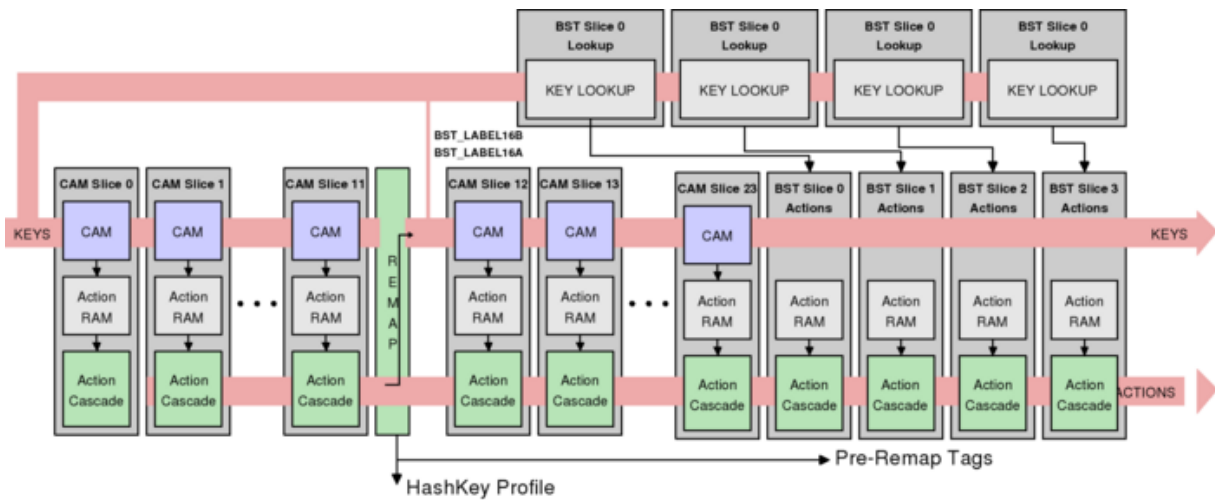 BST Slice 0
Lookup
BST Slice 0
Lookup
BST Slice 0
Lookup
BST Slice 0
Lookup
KEY LOOKUP
KEY LOOKUP
KEY LOOKUP
KEY LOOKUP
BST_LABEL16B
BST_LABEL16A
CAM Slice 0
CAM Slice 1
CAM Slice 11
CAM Slice 12
CAM Slice 13
CAM Slice 23
BST Slice 0
Actions
BST Slice 1
Actions
BST Slice 2
Actions
BST Slice 3
Actions
KEYS
CAM
CAM
CAM
CAM
CAM
CAM
KEYS
REMAP
Action
RAM
Action
RAM
Action
RAM
Action
RAM
Action
RAM
Action
RAM
Action
RAM
Action
RAM
Action
RAM
Action
RAM
Action
Cascade
Action
Cascade
Action
Cascade
Action
Cascade
Action
Cascade
Action
Cascade
Action
Cascade
Action
Cascade
Action
Cascade
Action
Cascade
ACTIONS
Pre-Remap Tags
HashKey Profile